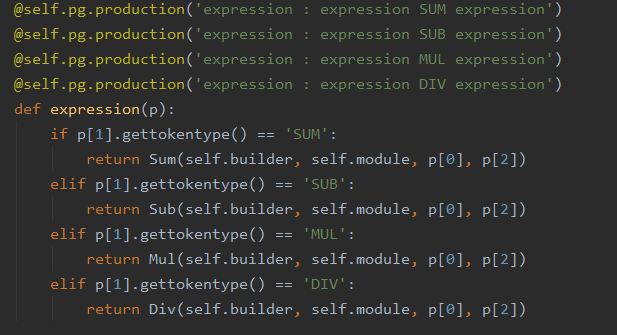 @self.pg.production('expression : expression SUM expression')
@self.pg.production('expression : expression SUB expression')
@self.pg.production('expression : expression MUL expression')
@self.pg.production('expression : expression DIV expression')
def expression(p):
    if p[1].gettokentype() == 'SUM':
        return Sum(self.builder, self.module, p[0], p[2])
    elif p[1].gettokentype() == 'SUB':
        return Sub(self.builder, self.module, p[0], p[2])
    elif p[1].gettokentype() == 'MUL':
        return Mul(self.builder, self.module, p[0], p[2])
    elif p[1].gettokentype() == 'DIV':
        return Div(self.builder, self.module, p[0], p[2])